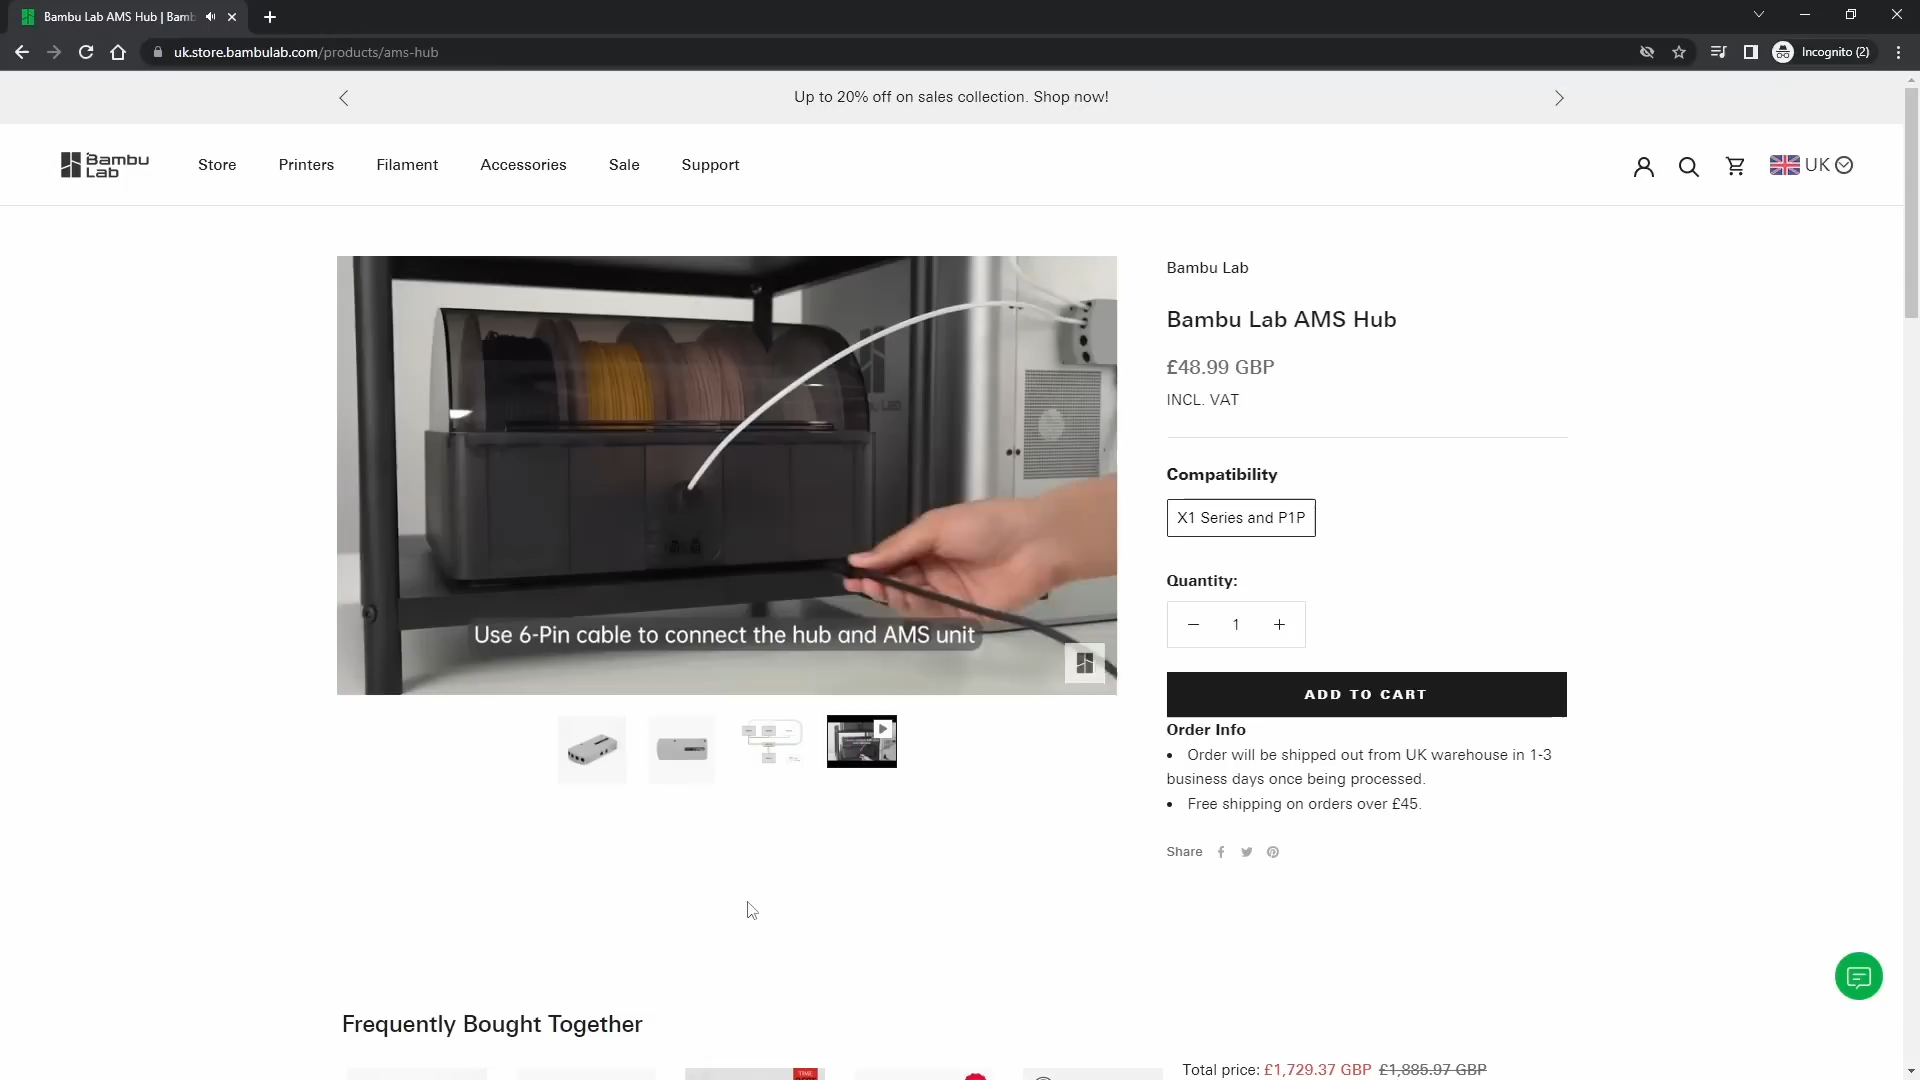 Bambu Lab AMS Hub | Bamb
uk.store.bambulab.com/products/ams-hub
Incognito (2)
Up to 20% off on sales collection. Shop now!
Bambu
Lab
Store
Printers
Filament
Accessories
Sale
Support
UK
Use 6-Pin cable to connect the hub and AMS unit
Bambu Lab
Bambu Lab AMS Hub
£48.99 GBP
INCL. VAT
Compatibility
X1 Series and P1P
Quantity:
− 1 +
ADD TO CART
Order Info
• Order will be shipped out from UK warehouse in 1-3
business days once being processed.
• Free shipping on orders over £45.
Share
Frequently Bought Together
Total price: £1,729.37 GBP £1,885.97 GBP